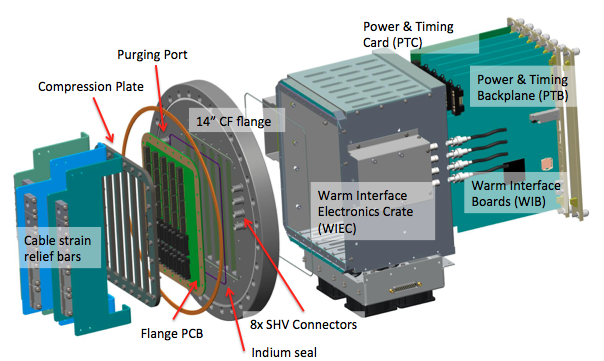 Power & Timing
Card (PTC)
Purging Port
Compression Plate
Power & Timing
Backplane (PTB)
14” CF flange
Warm Interface
Electronics Crate
(WIEC)
Warm Interface
Boards (WIB)
Cable strain
relief bars
Flange PCB
8x SHV Connectors
Indium seal